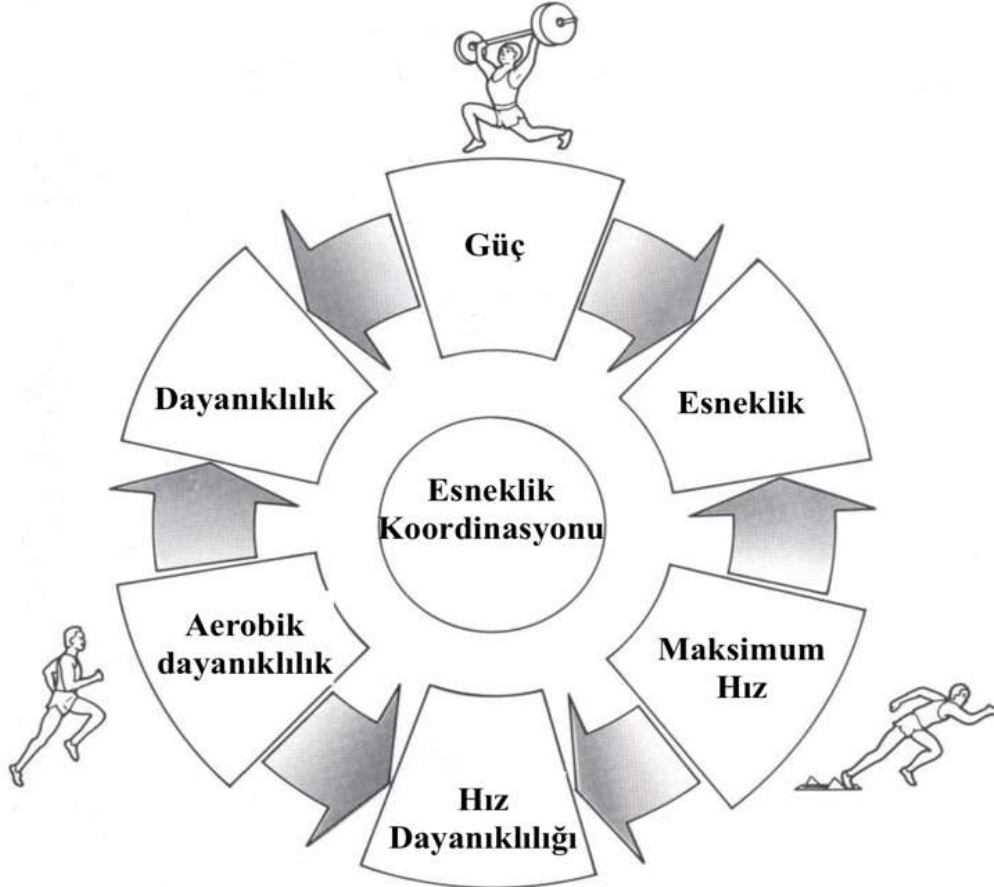 Güç
Dayanıklılık
Esneklik
Esneklik
Koordinasyonu
Aerobik
dayanıklılık
Maksimum
Hız
Hız
Dayanıklılığı